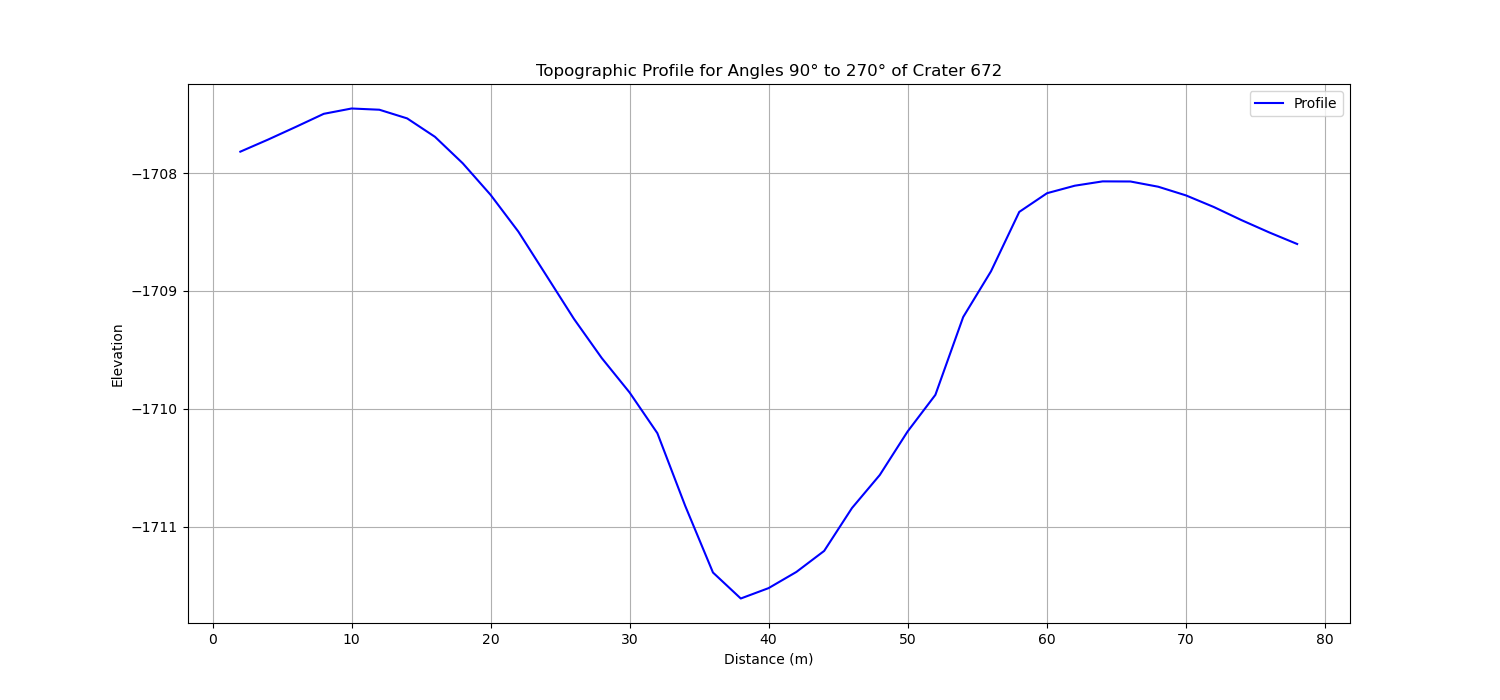 Topographic Profile for Angles 90° to 270° of Crater 672
Profile
−1708
−1709
−1710
−1711
Elevation
0 10 20 30 40 50 60 70 80
Distance (m)